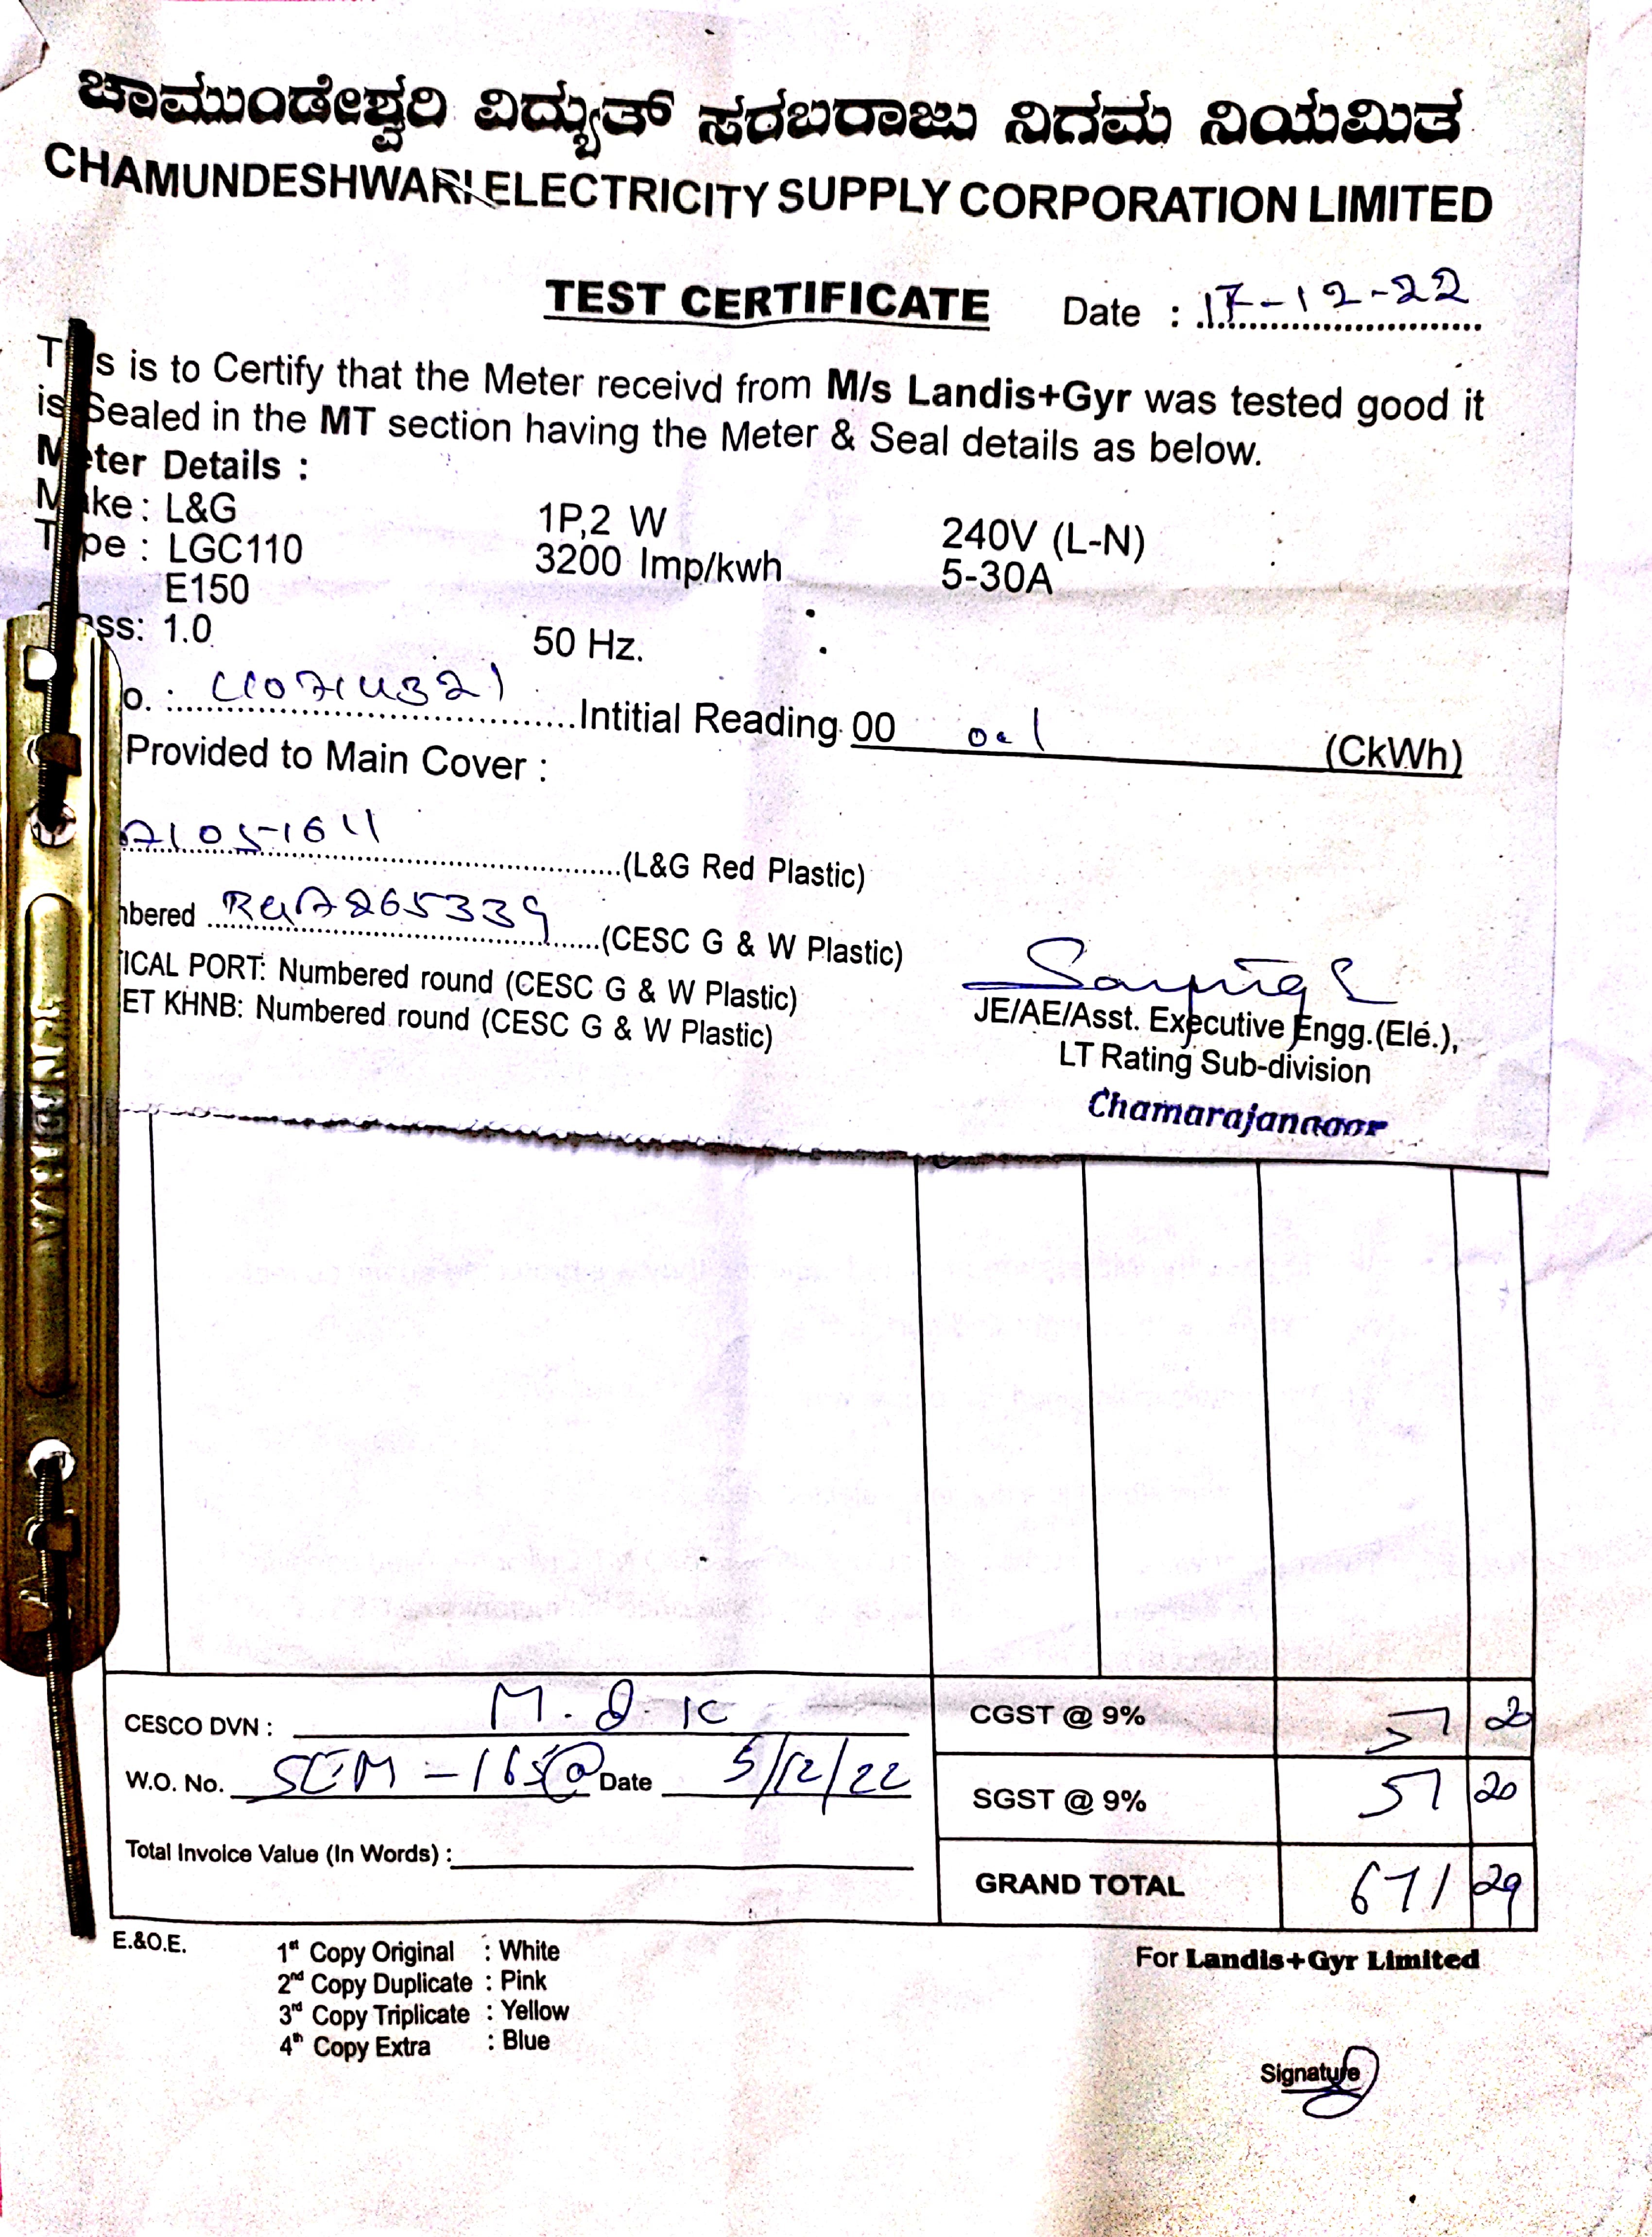 ಚಾಮುಂಡೇಶ್ವರಿ ವಿದ್ಯುತ್ ಸರಬರಾಜು ನಿಗಮ ನಿಯಮಿತ
CHAMUNDESHWARI ELECTRICITY SUPPLY CORPORATION LIMITED
TEST CERTIFICATE Date : 17-12-22
s is to Certify that the Meter receivd from M/s Landis+Gyr was tested good it
is Sealed in the MT section having the Meter & Seal details as below.
ter Details :
ke : L&G 1P,2 W 240V (L-N)
pe : LGC110 3200 Imp/kwh 5-30A
E150
ss: 1.0 50 Hz.
o. : Intitial Reading 00 0.1 (CkWh)
Provided to Main Cover :
(L&G Red Plastic)
bered (CESC G & W Plastic)
ICAL PORT: Numbered round (CESC G & W Plastic)
ET KHNB: Numbered round (CESC G & W Plastic)
JE/AE/Asst. Executive Engg.(Ele.),
LT Rating Sub-division
Chamarajanagar
CESCO DVN : CGST @ 9% 57 20
W.O. No. Date 5/12/22 SGST @ 9% 57 20
Total Invoice Value (In Words) : GRAND TOTAL 671 29
E.&O.E.
1st Copy Original : White
2nd Copy Duplicate : Pink
3rd Copy Triplicate : Yellow
4th Copy Extra : Blue
For Landis+Gyr Limited
Signature